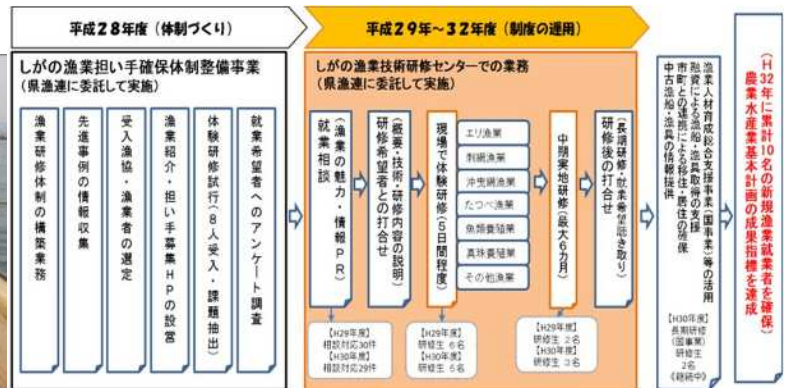 平成28年度(体制づくり)
平成29年~32年度(制度の運用)
しがの漁業担い手確保体制整備事業
(県漁連に委託して実施)
漁業研修体制の構築業務
先進事例の情報収集
受入漁協・漁業者の選定
漁業紹介・担い手募集HPの設営
体験研修試行(8人受入・課題抽出)
就業希望者へのアンケート調査
しがの漁業技術研修センターでの業務
(県漁連に委託して実施)
就業相談
(漁業の魅力・情報PR)
研修希望者との打合せ
(概要・技術・研修内容の説明)
現場で体験研修(5日間程度)
エリ漁業
刺網漁業
沖曳網漁業
たつべ漁業
魚類養殖業
真珠養殖業
その他漁業
中期実地研修(最大6カ月)
研修後の打合せ
(長期研修・就業希望聴き取り)
【H29年度】
相談対応30件
【H30年度】
相談対応29件
【H29年度】
研修生 6名
【H30年度】
研修生 5名
【H29年度】
研修生 2名
【H30年度】
研修生 3名
漁業人材育成総合支援事業(国事業)等の活用
融資による漁船・漁具取得の支援
市町との連携による移住・居住の確保
中古漁船・漁具の情報提供
【H30年度】
長期研修
(国事業)
研修生
2名
《継続中》
(H32年に累計10名の新規漁業就業者を確保)
農業水産業基本計画の成果指標を達成